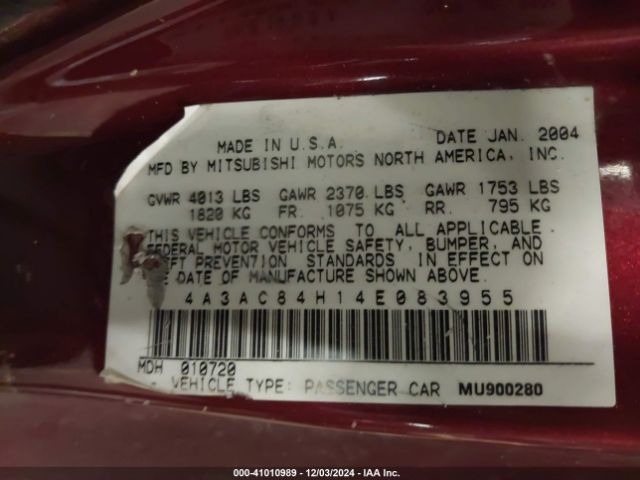 MADE IN U.S.A. DATE JAN. 2004
MFD BY MITSUBISHI MOTORS NORTH AMERICA, INC.
GVWR 4013 LBS GAWR 2370 LBS GAWR 1753 LBS
1820 KG FR. 1075 KG RR. 795 KG
THIS VEHICLE CONFORMS TO ALL APPLICABLE
FEDERAL MOTOR VEHICLE SAFETY, BUMPER, AND
PREVENTION STANDARDS IN EFFECT ON
DATE OF MANUFACTURE SHOWN ABOVE.
4A3AC84H14E083955
MDH 010720
VEHICLE TYPE: PASSENGER CAR MU900280
000-41010989 - 12/03/2024 - IAA Inc.